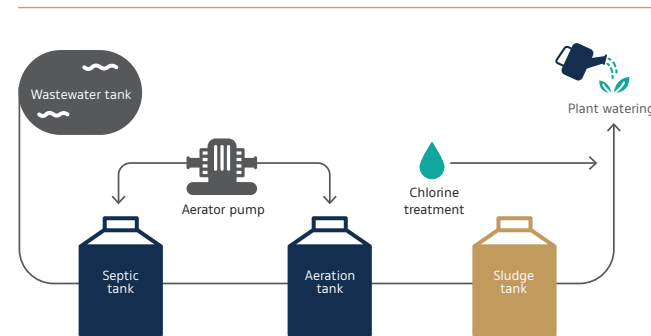 Wastewater tank
Plant watering
Aerator pump
Chlorine
treatment
Septic
tank
Aeration
tank
Sludge
tank